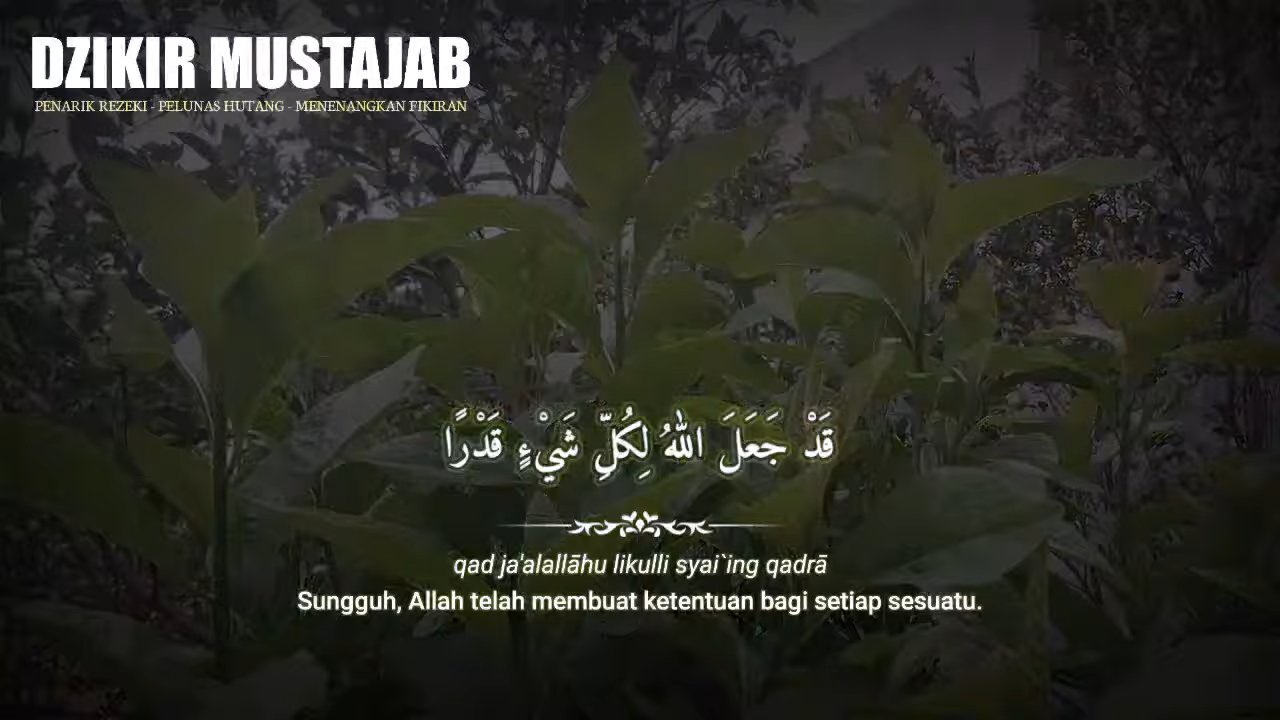 DZIKIR MUSTAJAB
PENARIK REZEKI - PELUNAS HUTANG - MENENANGKAN FIKIRAN
قَدْ جَعَلَ اللّٰهُ لِكُلِّ شَيْءٍ قَدْرًا
qad ja'alallāhu likulli syai`ing qadrā
Sungguh, Allah telah membuat ketentuan bagi setiap sesuatu.